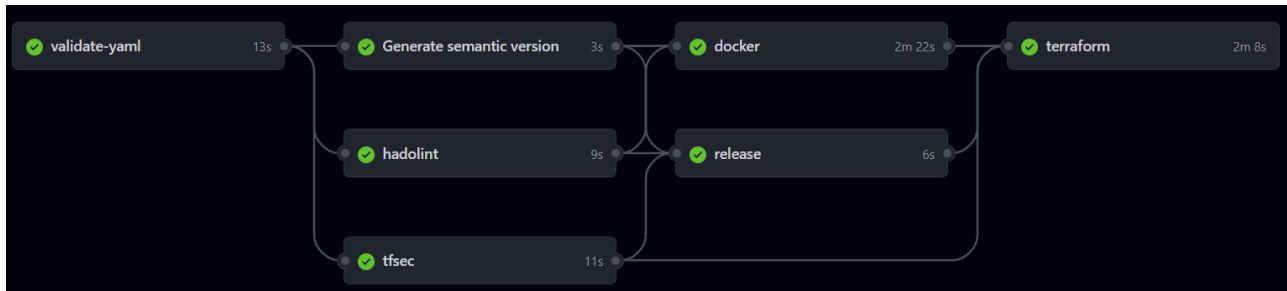 validate-yaml 13s
Generate semantic version 3s
docker 2m 22s
terraform 2m 8s
hadolint 9s
release 6s
tfsec 11s